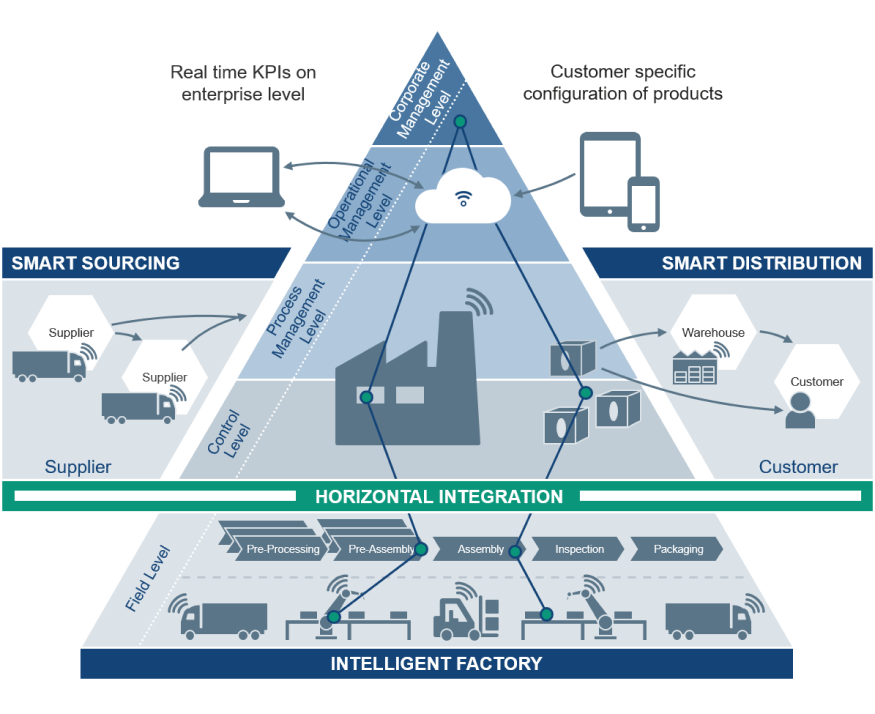 Real time KPIs on
enterprise level
Customer specific
configuration of products
Corporate
Management
Level
Operational
Management
Level
SMART SOURCING
SMART DISTRIBUTION
Process
Management
Level
Supplier
Supplier
Warehouse
Customer
Control
Level
Supplier
Customer
HORIZONTAL INTEGRATION
Field Level
Pre-Processing
Pre-Assembly
Assembly
Inspection
Packaging
INTELLIGENT FACTORY